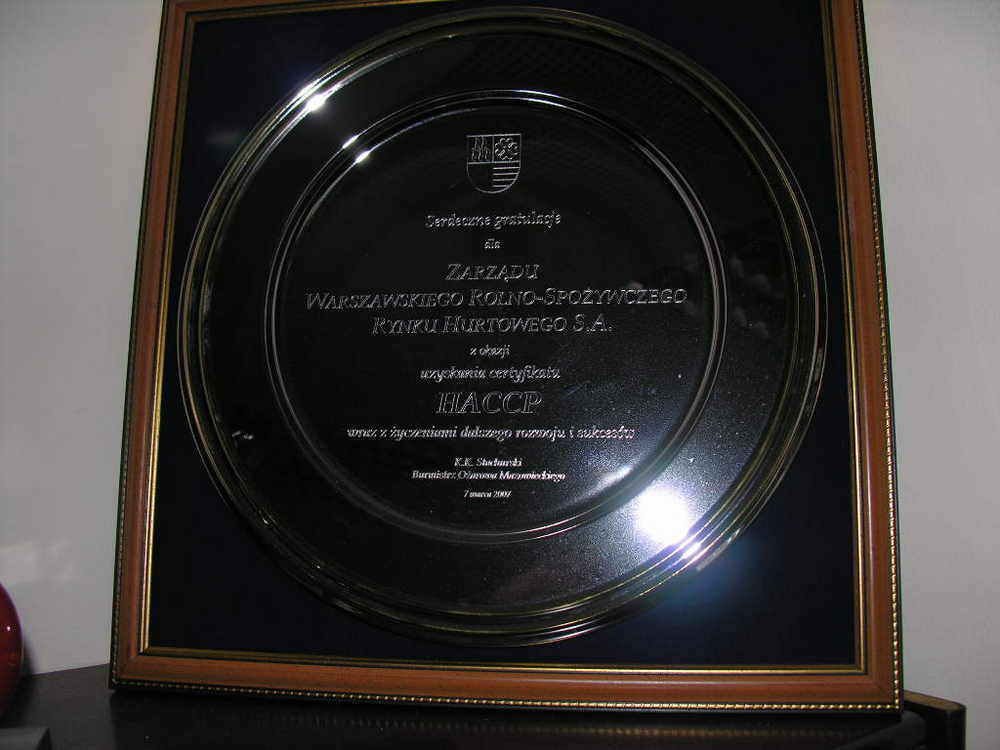 Serdeczne gratulacje
dla
ZARZĄDU
WARSZAWSKIEGO ROLNO-SPOŻYWCZEGO
RYNKU HURTOWEGO S.A.
z okazji
uzyskania certyfikatu
HACCP
wraz z życzeniami dalszego rozwoju i sukcesów
K.K. Stachurski
Burmistrz Ożarowa Mazowieckiego
7 marca 2007